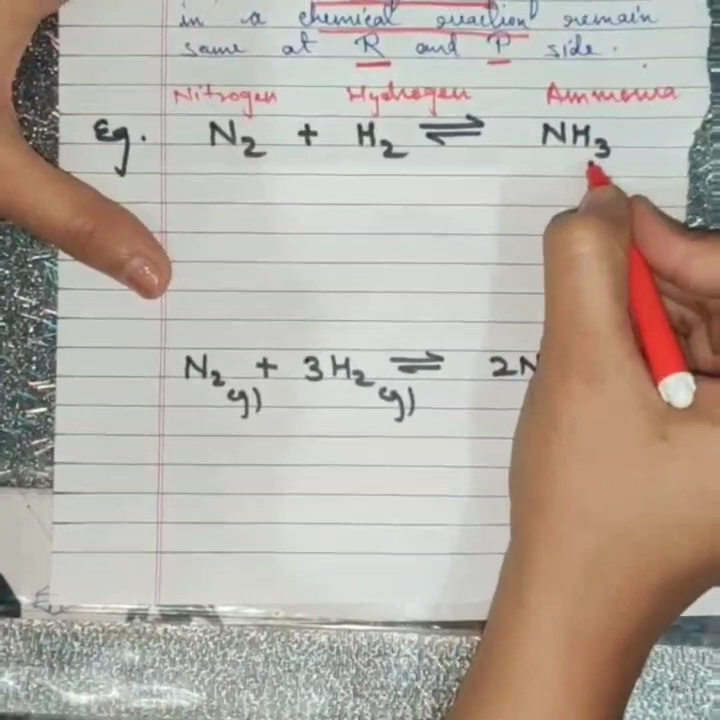 in a chemical reaction remain
same at R and P side.
Nitrogen Hydrogen Ammonia
Eg. N₂ + H₂ ⇌ NH₃
N₂ + 3H₂ ⇌ 2N
(g) (g)